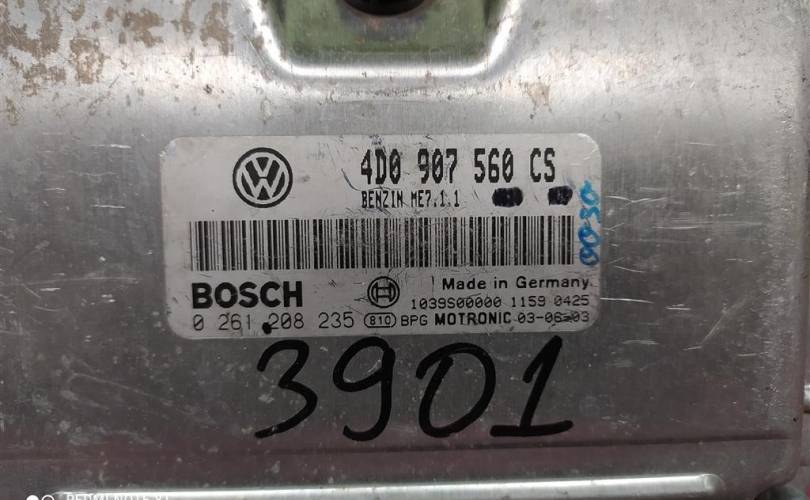 4D0 907 560 CS
BENZIN ME7.1.1
BOSCH
Made in Germany
1039S00000 1159 0425
0 261 208 235 810 BPG MOTRONIC 03-06-03
3901